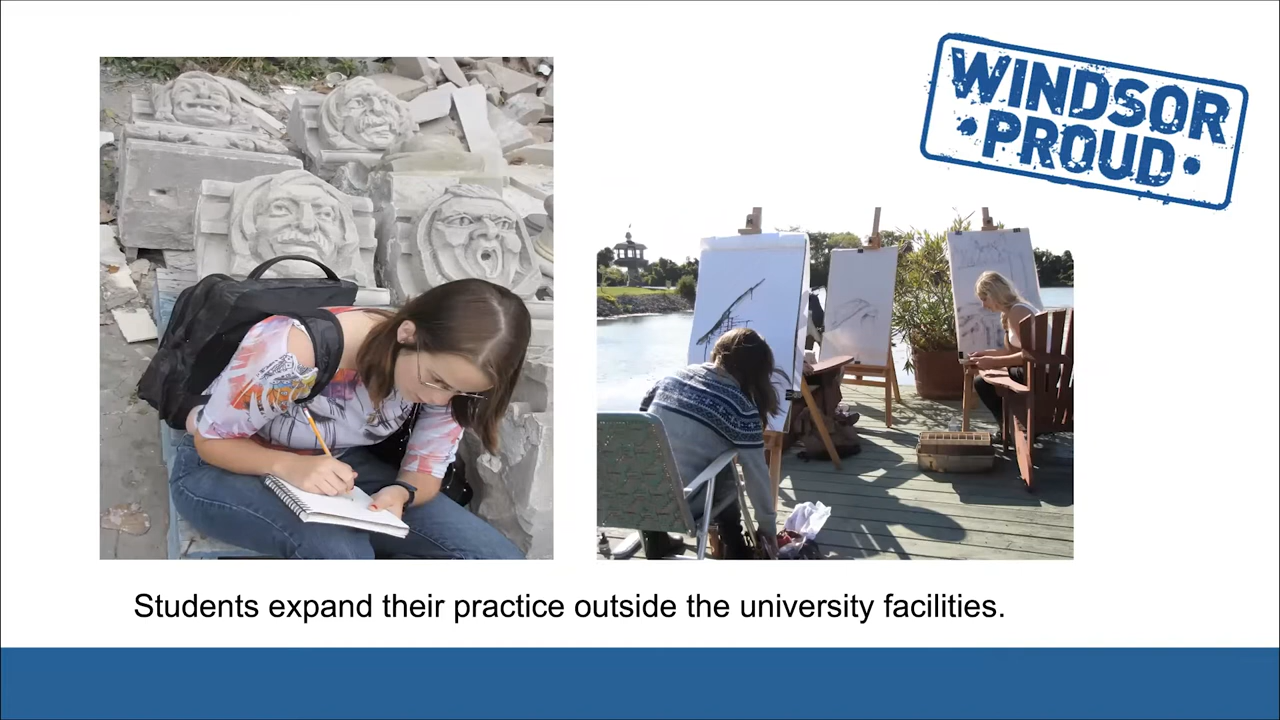 WINDSOR
• PROUD •
Students expand their practice outside the university facilities.